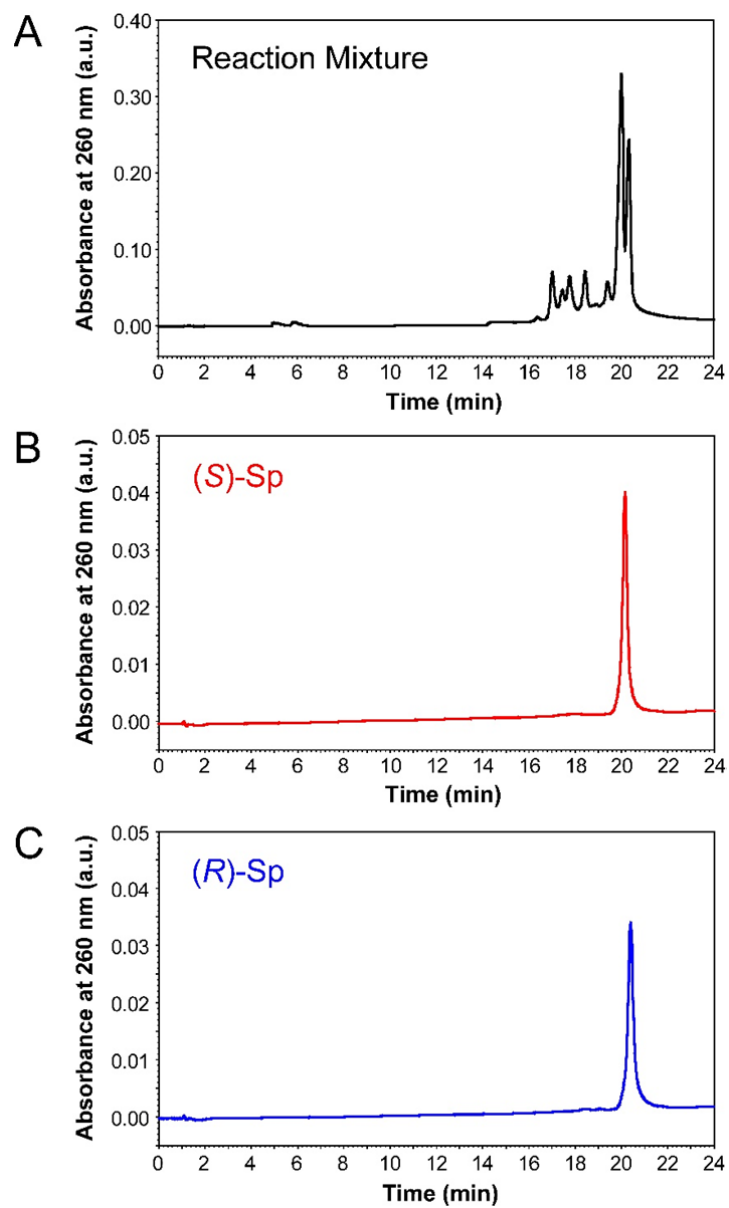 A
Reaction Mixture
Absorbance at 260 nm (a.u.)
0.40
0.30
0.20
0.10
0.00
0 2 4 6 8 10 12 14 16 18 20 22 24
Time (min)
B
(S)-Sp
Absorbance at 260 nm (a.u.)
0.05
0.04
0.03
0.02
0.01
0.00
0 2 4 6 8 10 12 14 16 18 20 22 24
Time (min)
C
(R)-Sp
Absorbance at 260 nm (a.u.)
0.05
0.04
0.03
0.02
0.01
0.00
0 2 4 6 8 10 12 14 16 18 20 22 24
Time (min)